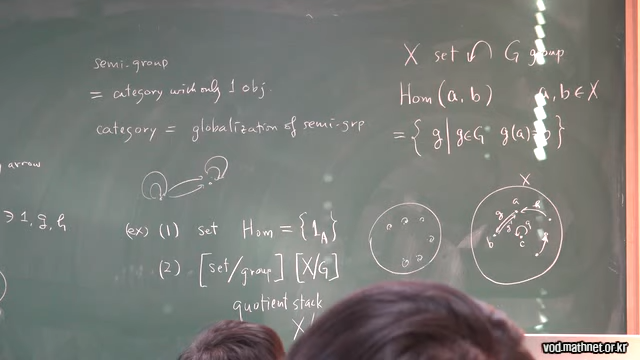 semi-group
= category with only 1 obj.
category = globalization of semi-grp
arrow
∋ 1, g, h
(ex) (1) set Hom = {1_A}
(2) [set/group] [X/G]
quotient stack
X/
X set G group
Hom(a, b) a, b ∈ X
= {g | g∈G g(a)=b}
X
a
g
b
c
vod.mathnet.or.kr